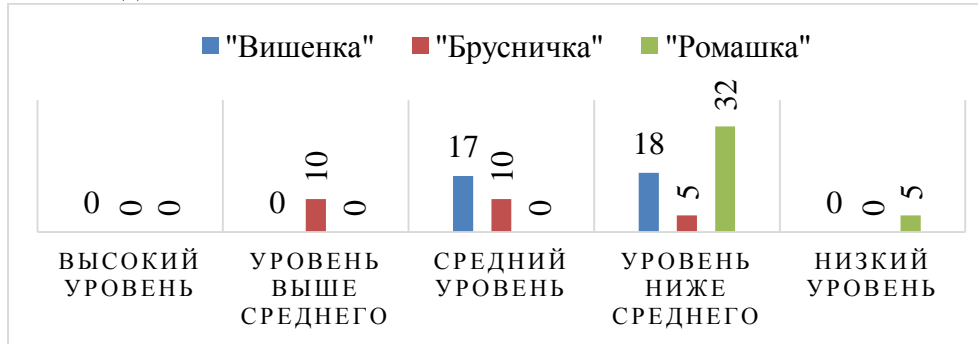 "Вишенка" "Брусничка" "Ромашка"
0 0 0
0 10 0
17 10 0
18 5 32
0 0 5
ВЫСОКИЙ
УРОВЕНЬ
УРОВЕНЬ
ВЫШЕ
СРЕДНЕГО
СРЕДНИЙ
УРОВЕНЬ
УРОВЕНЬ
НИЖЕ
СРЕДНЕГО
НИЗКИЙ
УРОВЕНЬ